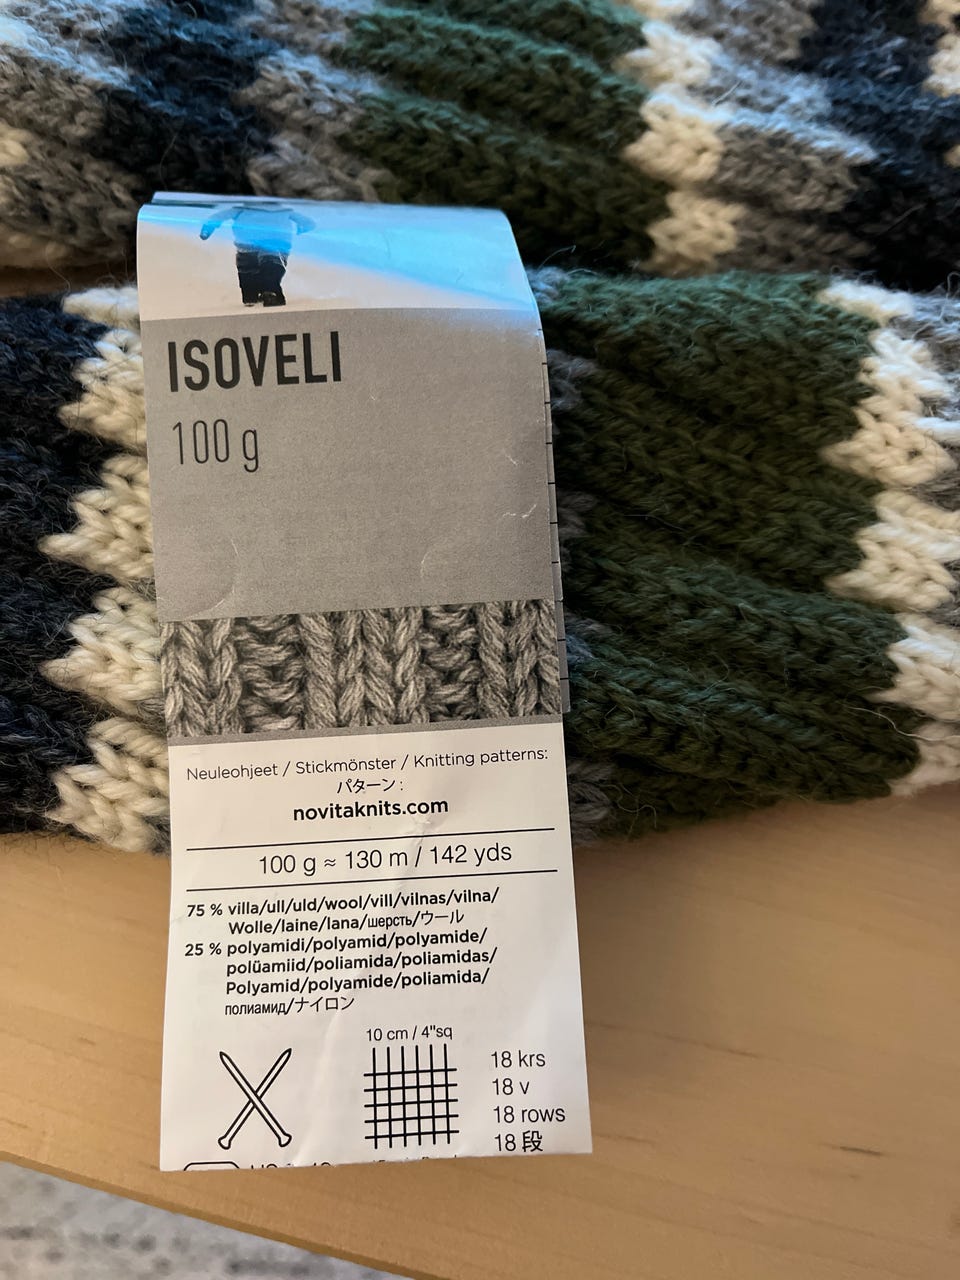 ISOVELI
100 g
Neuleohjeet / Stickmönster / Knitting patterns:
パターン:
novitaknits.com
100 g ≈ 130 m / 142 yds
75 % villa/ull/uld/wool/vill/vilnas/vilna/
Wolle/laine/lana/шерсть/ウール
25 % polyamidi/polyamid/polyamide/
polüamiid/poliamida/poliamidas/
Polyamid/polyamide/poliamida/
полиамид/ナイロン
10 cm / 4"sq
18 krs
18 v
18 rows
18 段